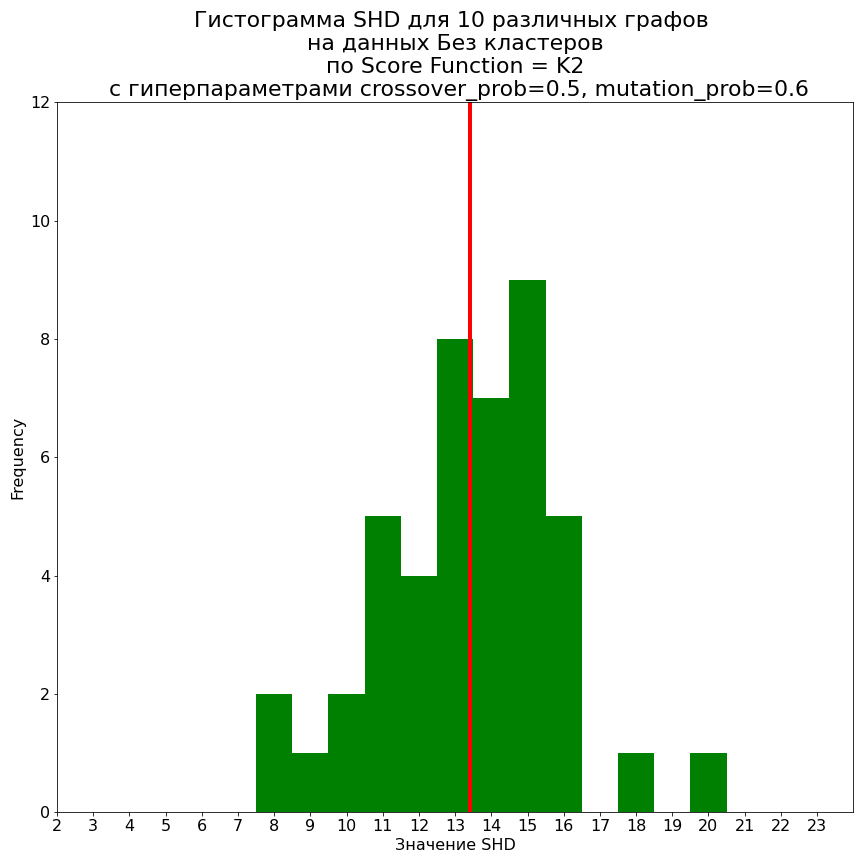 Гистограмма SHD для 10 различных графов
на данных Без кластеров
по Score Function = K2
с гиперпараметрами crossover_prob=0.5, mutation_prob=0.6
12
10
8
6
4
2
0
Frequency
2 3 4 5 6 7 8 9 10 11 12 13 14 15 16 17 18 19 20 21 22 23
Значение SHD